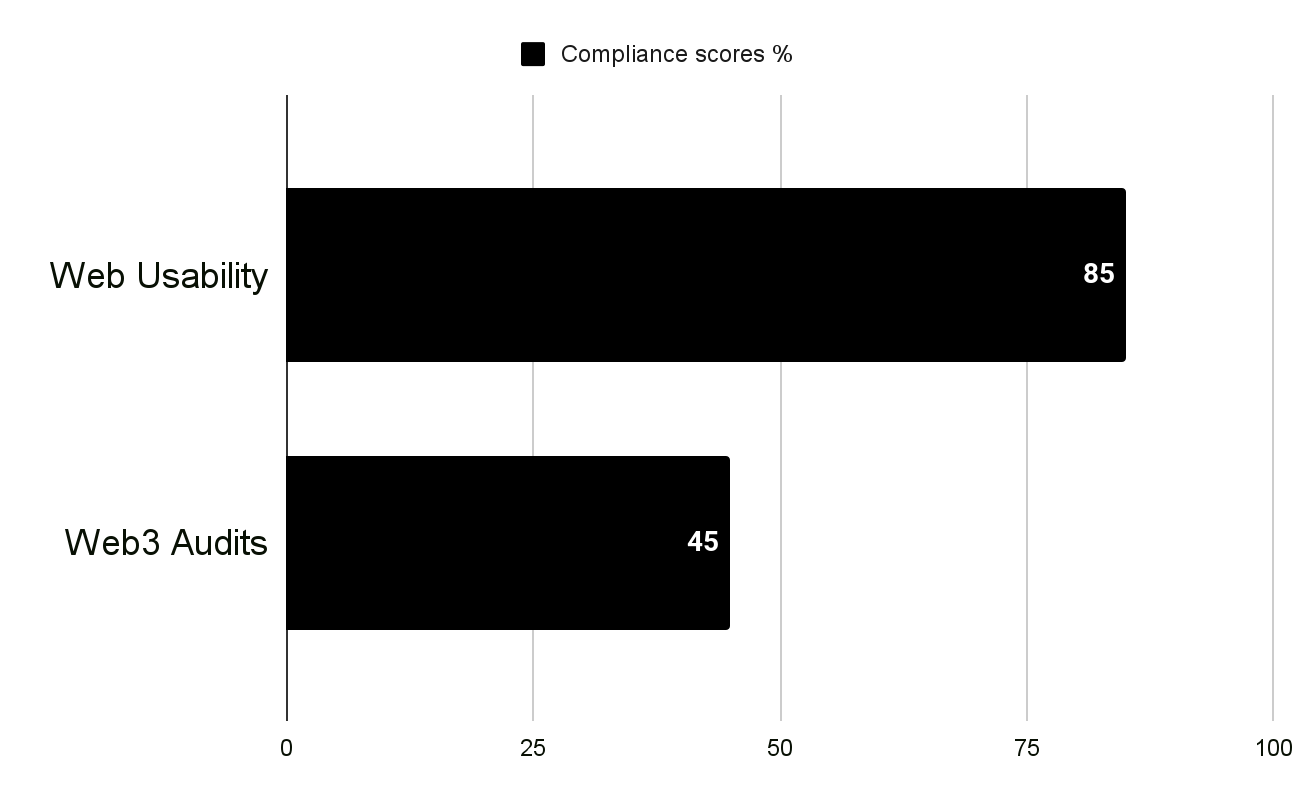 Compliance scores %
Web Usability
85
Web3 Audits
45
0 25 50 75 100